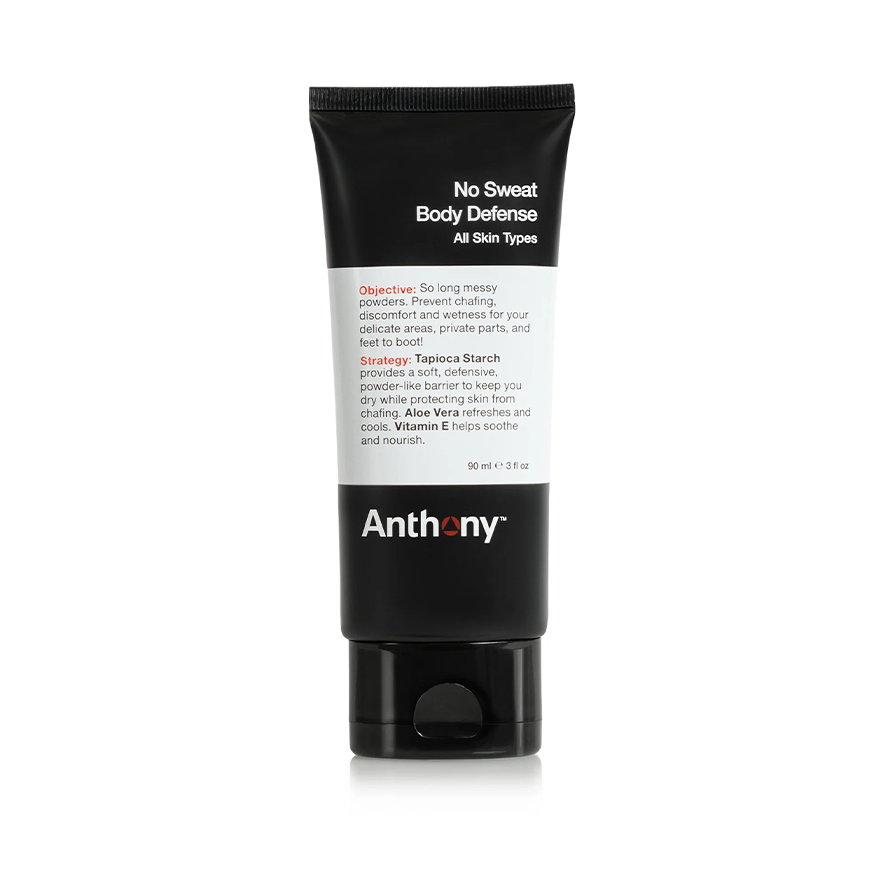 No Sweat
Body Defense
All Skin Types
Objective: So long messy
powders. Prevent chafing,
discomfort and wetness for your
delicate areas, private parts, and
feet to boot!
Strategy: Tapioca Starch
provides a soft, defensive,
powder-like barrier to keep you
dry while protecting skin from
chafing. Aloe Vera refreshes and
cools. Vitamin E helps soothe
and nourish.
90 ml ℮ 3 fl oz
Anthony™